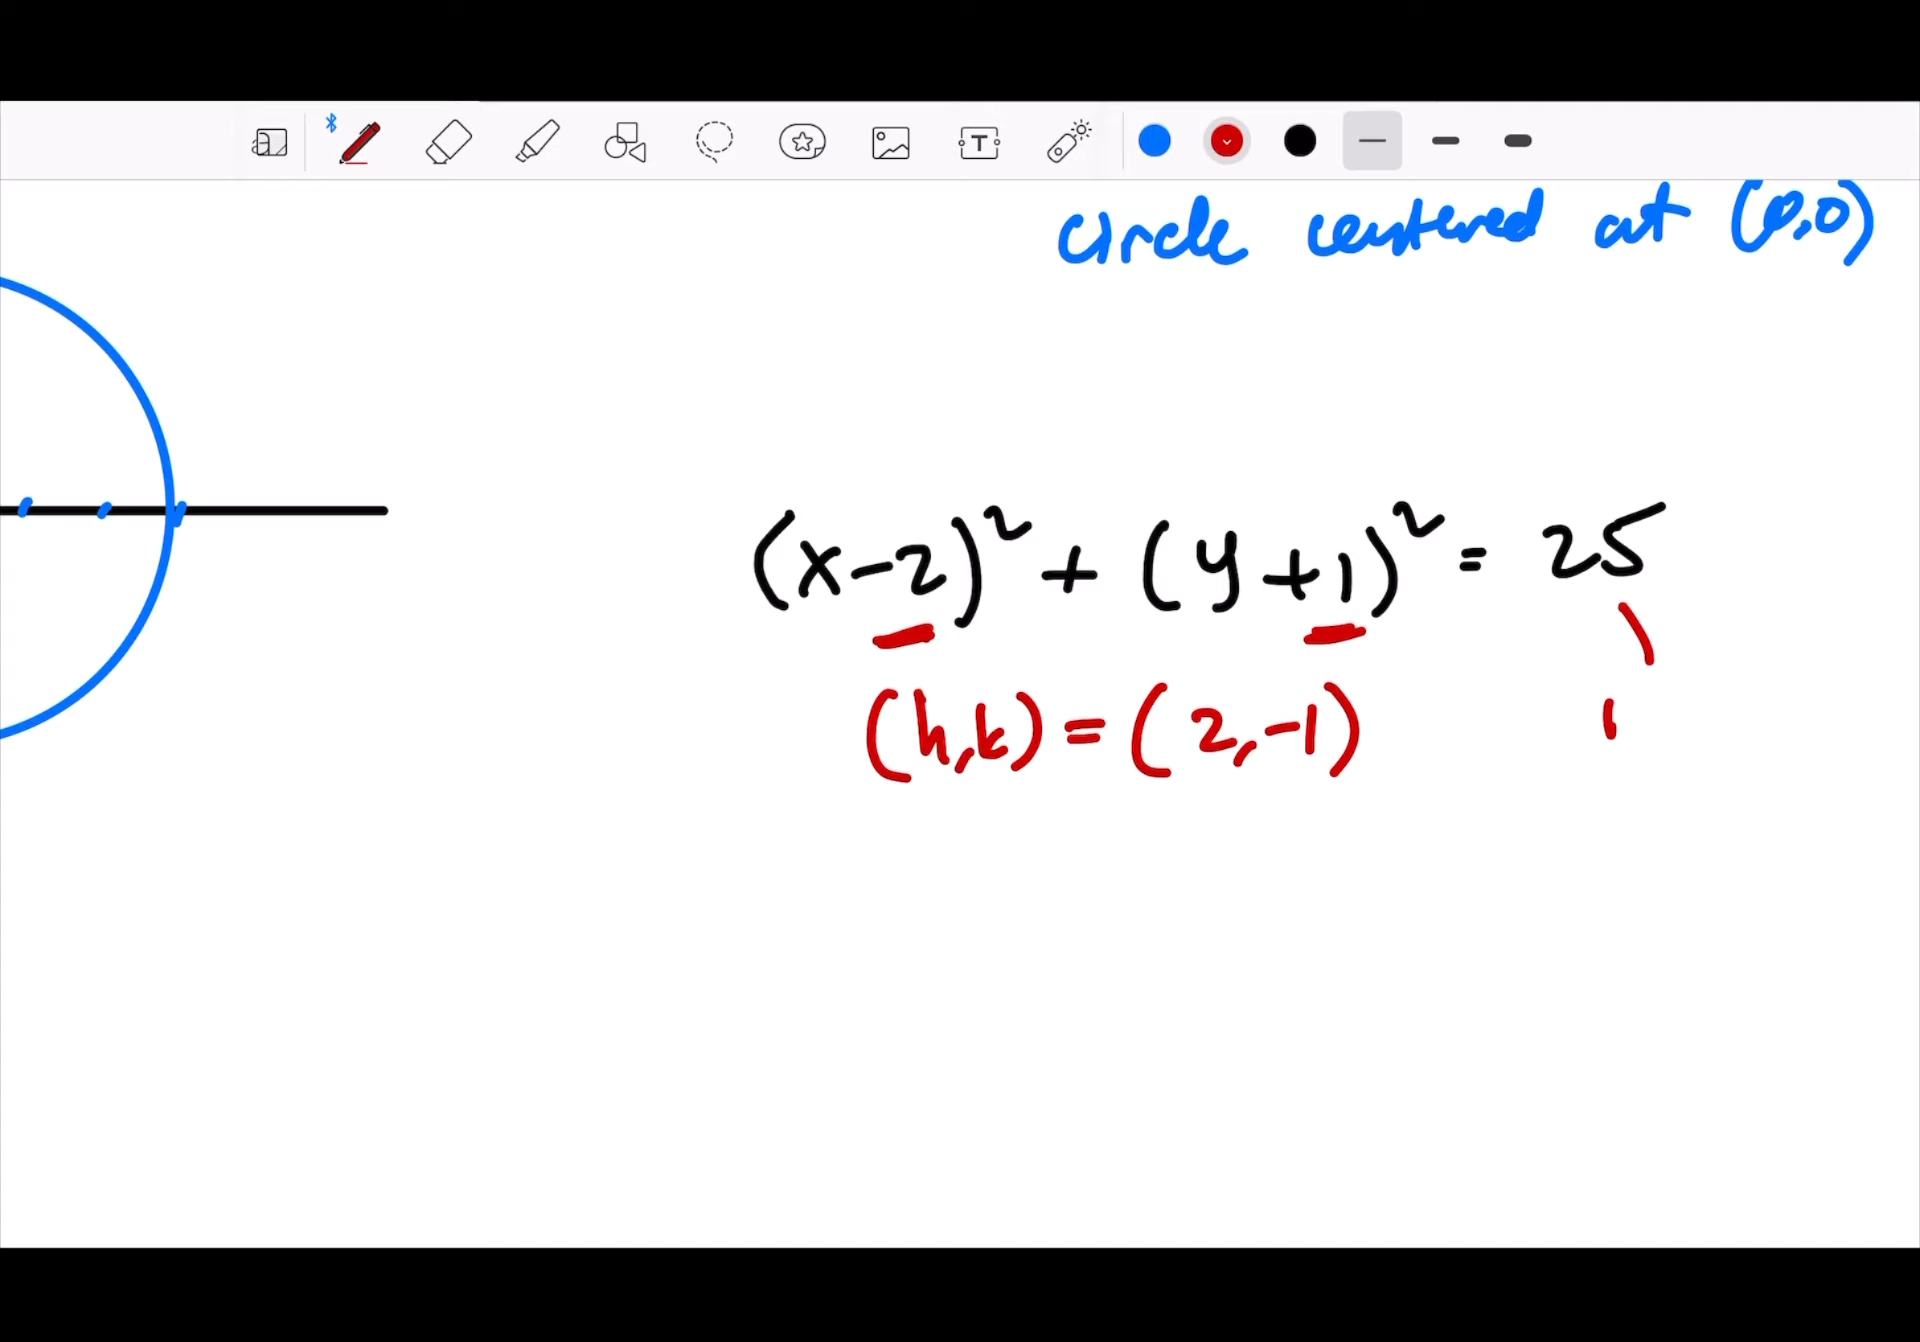 circle centered at (0,0)
(x-2)² + (y+1)² = 25
(h,k) = (2,-1)